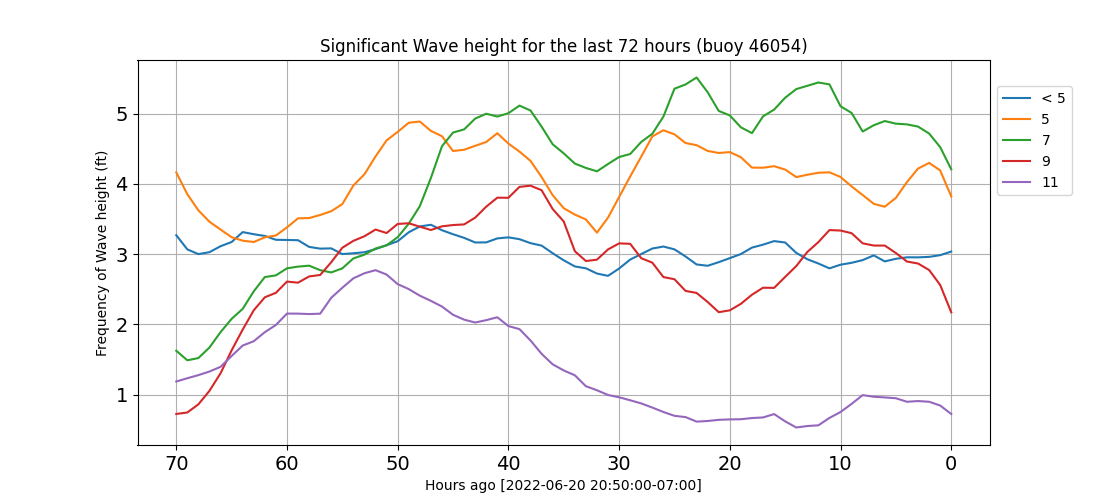 Significant Wave height for the last 72 hours (buoy 46054)
Frequency of Wave height (ft)
5
4
3
2
1
70 60 50 40 30 20 10 0
Hours ago [2022-06-20 20:50:00-07:00]
< 5
5
7
9
11